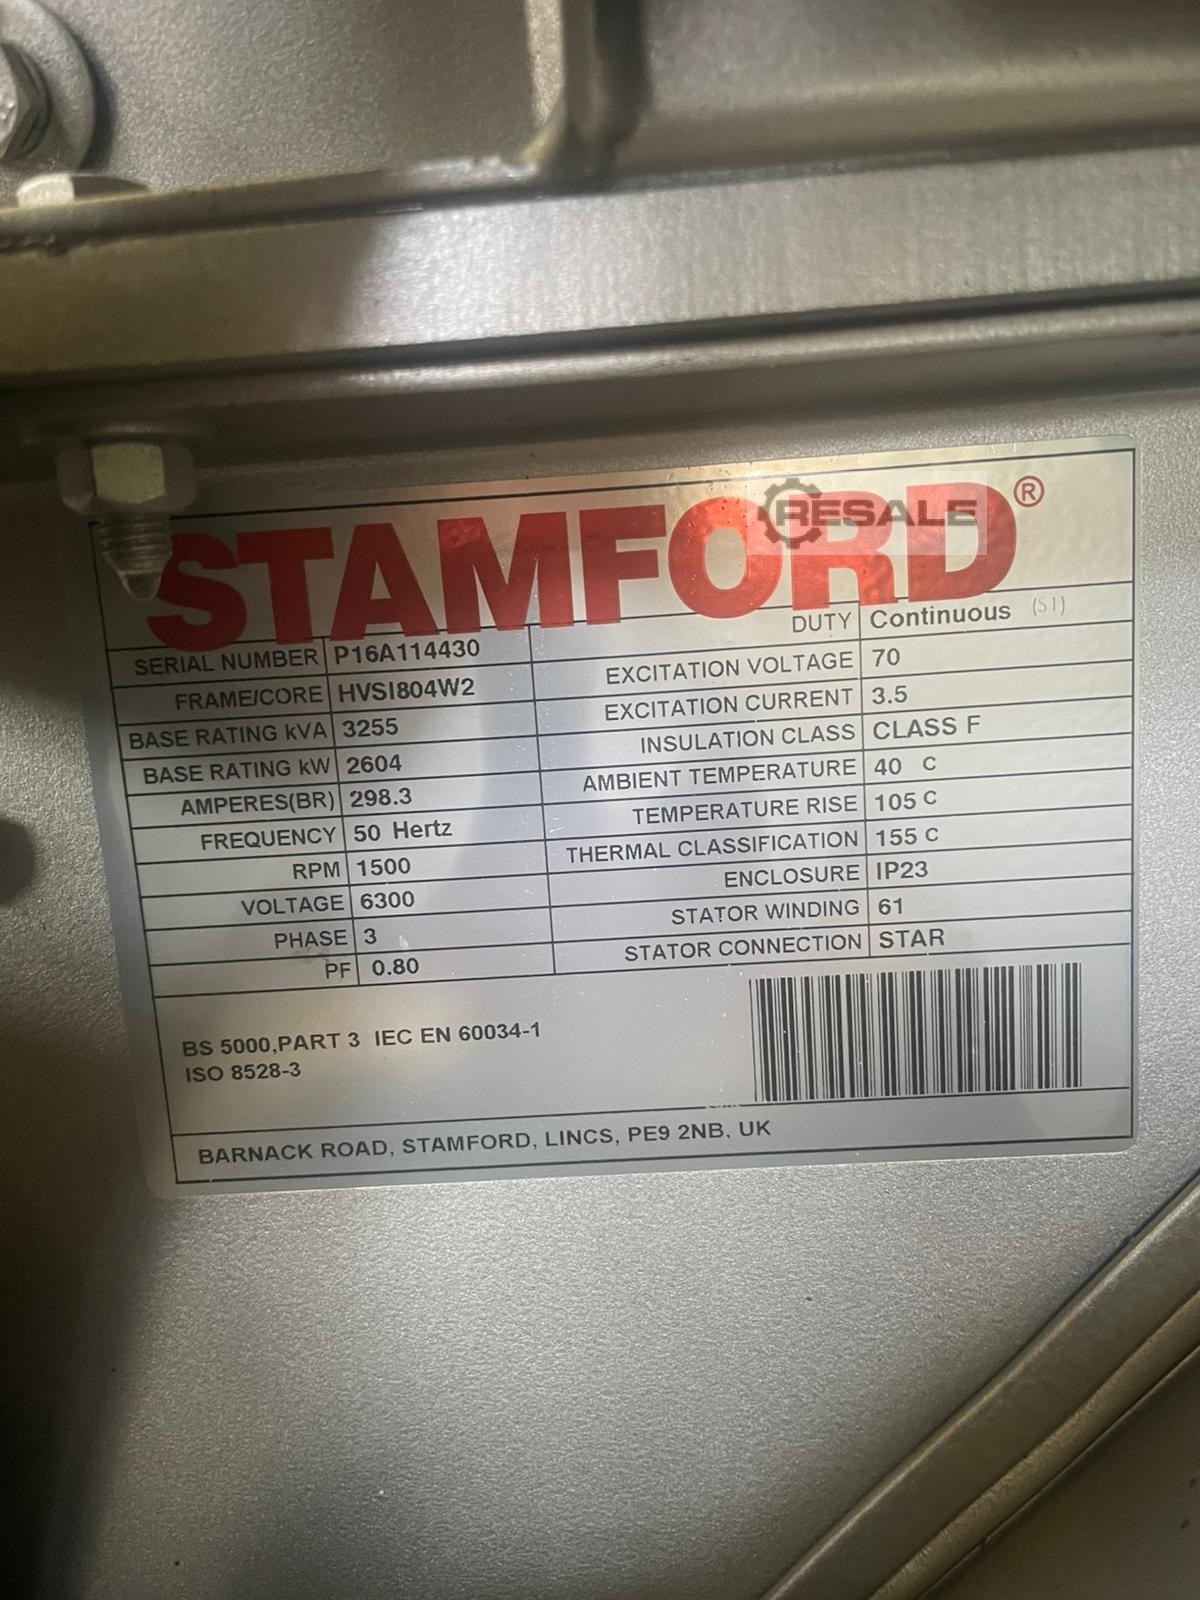 STAMFORD®
RESALE
SERIAL NUMBER P16A114430
FRAME/CORE HVSI804W2
BASE RATING kVA 3255
BASE RATING kW 2604
AMPERES(BR) 298.3
FREQUENCY 50 Hertz
RPM 1500
VOLTAGE 6300
PHASE 3
PF 0.80
DUTY Continuous (S1)
EXCITATION VOLTAGE 70
EXCITATION CURRENT 3.5
INSULATION CLASS CLASS F
AMBIENT TEMPERATURE 40 C
TEMPERATURE RISE 105 C
THERMAL CLASSIFICATION 155 C
ENCLOSURE IP23
STATOR WINDING 61
STATOR CONNECTION STAR
BS 5000,PART 3 IEC EN 60034-1
ISO 8528-3
BARNACK ROAD, STAMFORD, LINCS, PE9 2NB, UK